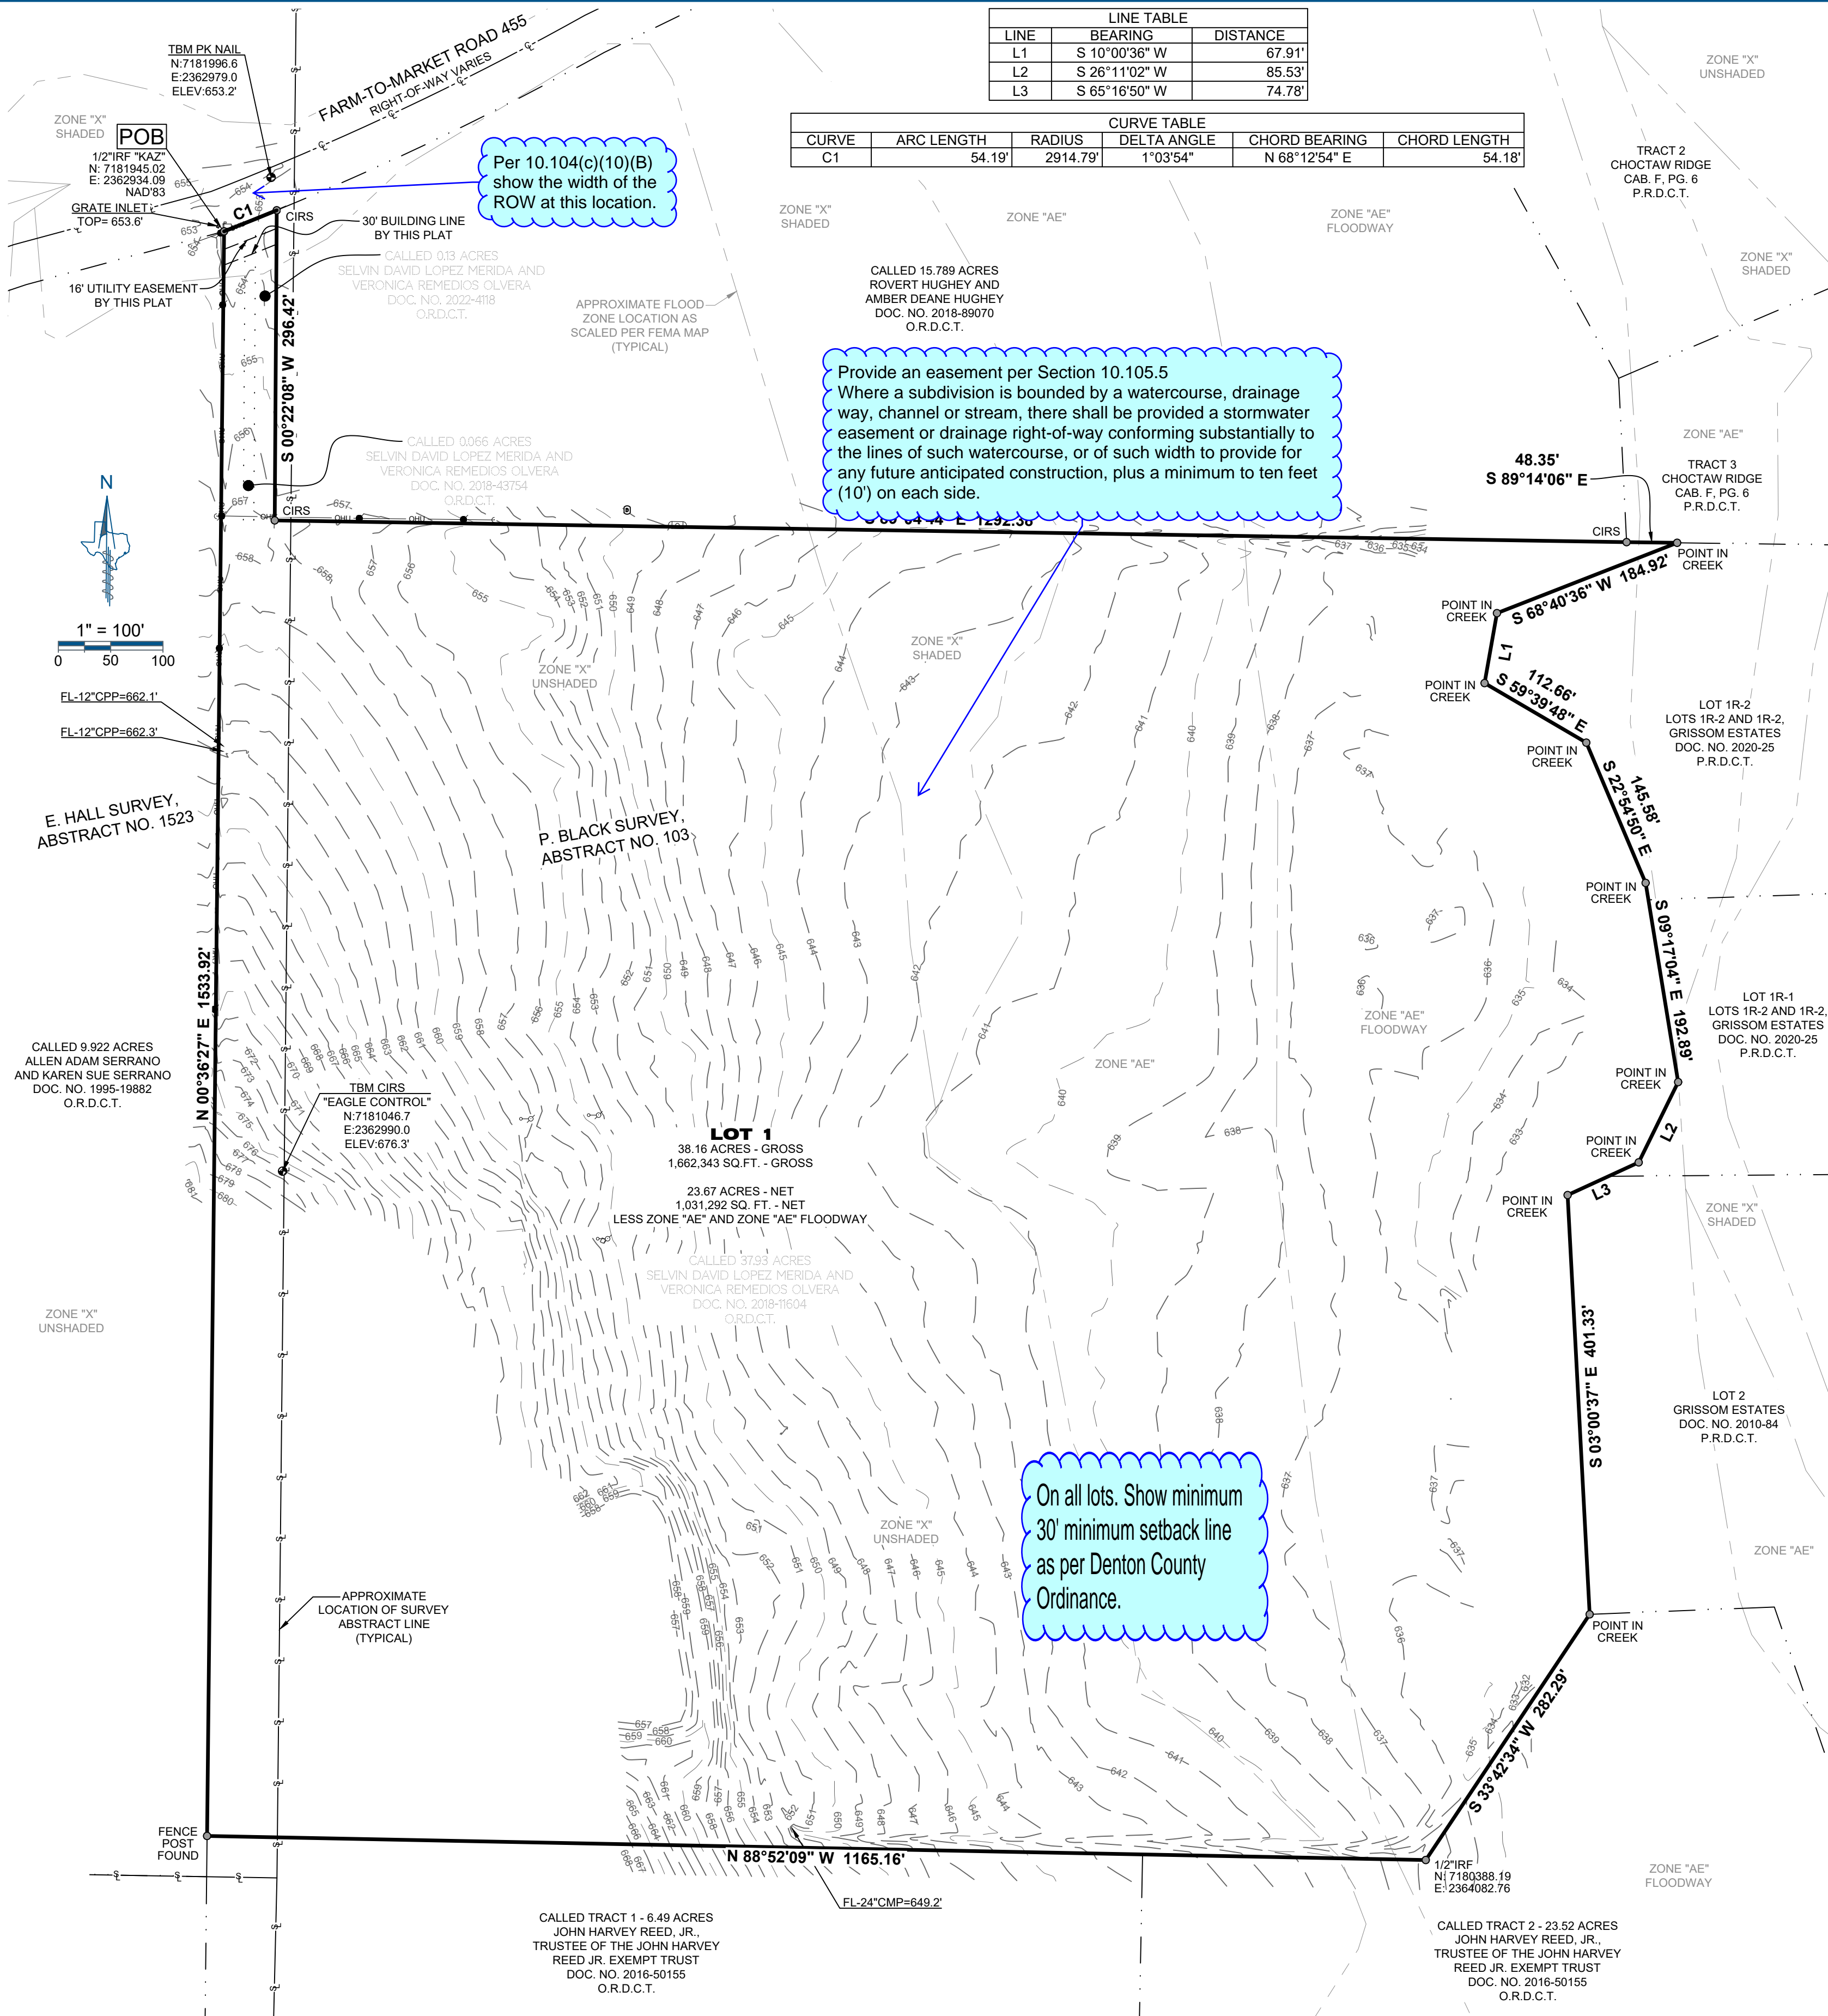 LINE TABLE
LINE BEARING DISTANCE
L1 S 10°00'36" W 67.91'
L2 S 26°11'02" W 85.53'
L3 S 65°16'50" W 74.78'
CURVE TABLE
CURVE ARC LENGTH RADIUS DELTA ANGLE CHORD BEARING CHORD LENGTH
C1 54.19' 2914.79' 1°03'54" N 68°12'54" E 54.18'
TBM PK NAIL
N:7181996.6
E:2362979.0
ELEV:653.2'
FARM-TO-MARKET ROAD 455
RIGHT-OF-WAY VARIES
ZONE "X"
SHADED
POB
1/2"IRF "KAZ"
N: 7181945.02
E: 2362934.09
NAD'83
GRATE INLET
TOP= 653.6'
C1
CIRS
30' BUILDING LINE
BY THIS PLAT
16' UTILITY EASEMENT
BY THIS PLAT
Per 10.104(c)(10)(B)
show the width of the
ROW at this location.
CALLED 0.13 ACRES
SELVIN DAVID LOPEZ MERIDA AND
VERONICA REMEDIOS OLVERA
DOC. NO. 2022-4118
O.R.D.C.T.
S 00°22'08" W 296.42'
APPROXIMATE FLOOD
ZONE LOCATION AS
SCALED PER FEMA MAP
(TYPICAL)
ZONE "X"
SHADED
ZONE "AE"
ZONE "AE"
FLOODWAY
CALLED 15.789 ACRES
ROVERT HUGHEY AND
AMBER DEANE HUGHEY
DOC. NO. 2018-89070
O.R.D.C.T.
ZONE "X"
UNSHADED
TRACT 2
CHOCTAW RIDGE
CAB. F, PG. 6
P.R.D.C.T.
ZONE "X"
SHADED
Provide an easement per Section 10.105.5
Where a subdivision is bounded by a watercourse, drainage
way, channel or stream, there shall be provided a stormwater
easement or drainage right-of-way conforming substantially to
the lines of such watercourse, or of such width to provide for
any future anticipated construction, plus a minimum to ten feet
(10') on each side.
CALLED 0.066 ACRES
SELVIN DAVID LOPEZ MERIDA AND
VERONICA REMEDIOS OLVERA
DOC. NO. 2018-43754
O.R.D.C.T.
CIRS
ZONE "AE"
TRACT 3
CHOCTAW RIDGE
CAB. F, PG. 6
P.R.D.C.T.
48.35'
S 89°14'06" E
CIRS
POINT IN
CREEK
S 68°40'36" W 184.92'
POINT IN
CREEK
L1
POINT IN
CREEK
112.66'
S 59°39'48" E
POINT IN
CREEK
145.58'
S 22°54'50" E
POINT IN
CREEK
S 09°17'04" E 192.89'
POINT IN
CREEK
L2
POINT IN
CREEK
L3
POINT IN
CREEK
S 03°00'37" E 401.33'
POINT IN
CREEK
S 33°42'34" W 282.29'
LOT 1R-2
LOTS 1R-2 AND 1R-2,
GRISSOM ESTATES
DOC. NO. 2020-25
P.R.D.C.T.
LOT 1R-1
LOTS 1R-2 AND 1R-2,
GRISSOM ESTATES
DOC. NO. 2020-25
P.R.D.C.T.
ZONE "X"
SHADED
LOT 2
GRISSOM ESTATES
DOC. NO. 2010-84
P.R.D.C.T.
ZONE "AE"
N
1" = 100'
0 50 100
FL-12"CPP=662.1'
FL-12"CPP=662.3'
ZONE "X"
UNSHADED
ZONE "X"
SHADED
E. HALL SURVEY,
ABSTRACT NO. 1523
P. BLACK SURVEY,
ABSTRACT NO. 103
N 00°36'27" E 1533.92'
CALLED 9.922 ACRES
ALLEN ADAM SERRANO
AND KAREN SUE SERRANO
DOC. NO. 1995-19882
O.R.D.C.T.
TBM CIRS
"EAGLE CONTROL"
N:7181046.7
E:2362990.0
ELEV:676.3'
ZONE "AE"
FLOODWAY
ZONE "AE"
LOT 1
38.16 ACRES - GROSS
1,662,343 SQ.FT. - GROSS
23.67 ACRES - NET
1,031,292 SQ. FT. - NET
LESS ZONE "AE" AND ZONE "AE" FLOODWAY
CALLED 37.93 ACRES
SELVIN DAVID LOPEZ MERIDA AND
VERONICA REMEDIOS OLVERA
DOC. NO. 2018-11604
O.R.D.C.T.
ZONE "X"
UNSHADED
On all lots. Show minimum
30' minimum setback line
as per Denton County
Ordinance.
ZONE "X"
UNSHADED
APPROXIMATE
LOCATION OF SURVEY
ABSTRACT LINE
(TYPICAL)
FENCE
POST
FOUND
N 88°52'09" W 1165.16'
FL-24"CMP=649.2'
1/2"IRF
N: 7180388.19
E: 2364082.76
ZONE "AE"
FLOODWAY
CALLED TRACT 1 - 6.49 ACRES
JOHN HARVEY REED, JR.,
TRUSTEE OF THE JOHN HARVEY
REED JR. EXEMPT TRUST
DOC. NO. 2016-50155
O.R.D.C.T.
CALLED TRACT 2 - 23.52 ACRES
JOHN HARVEY REED, JR.,
TRUSTEE OF THE JOHN HARVEY
REED JR. EXEMPT TRUST
DOC. NO. 2016-50155
O.R.D.C.T.